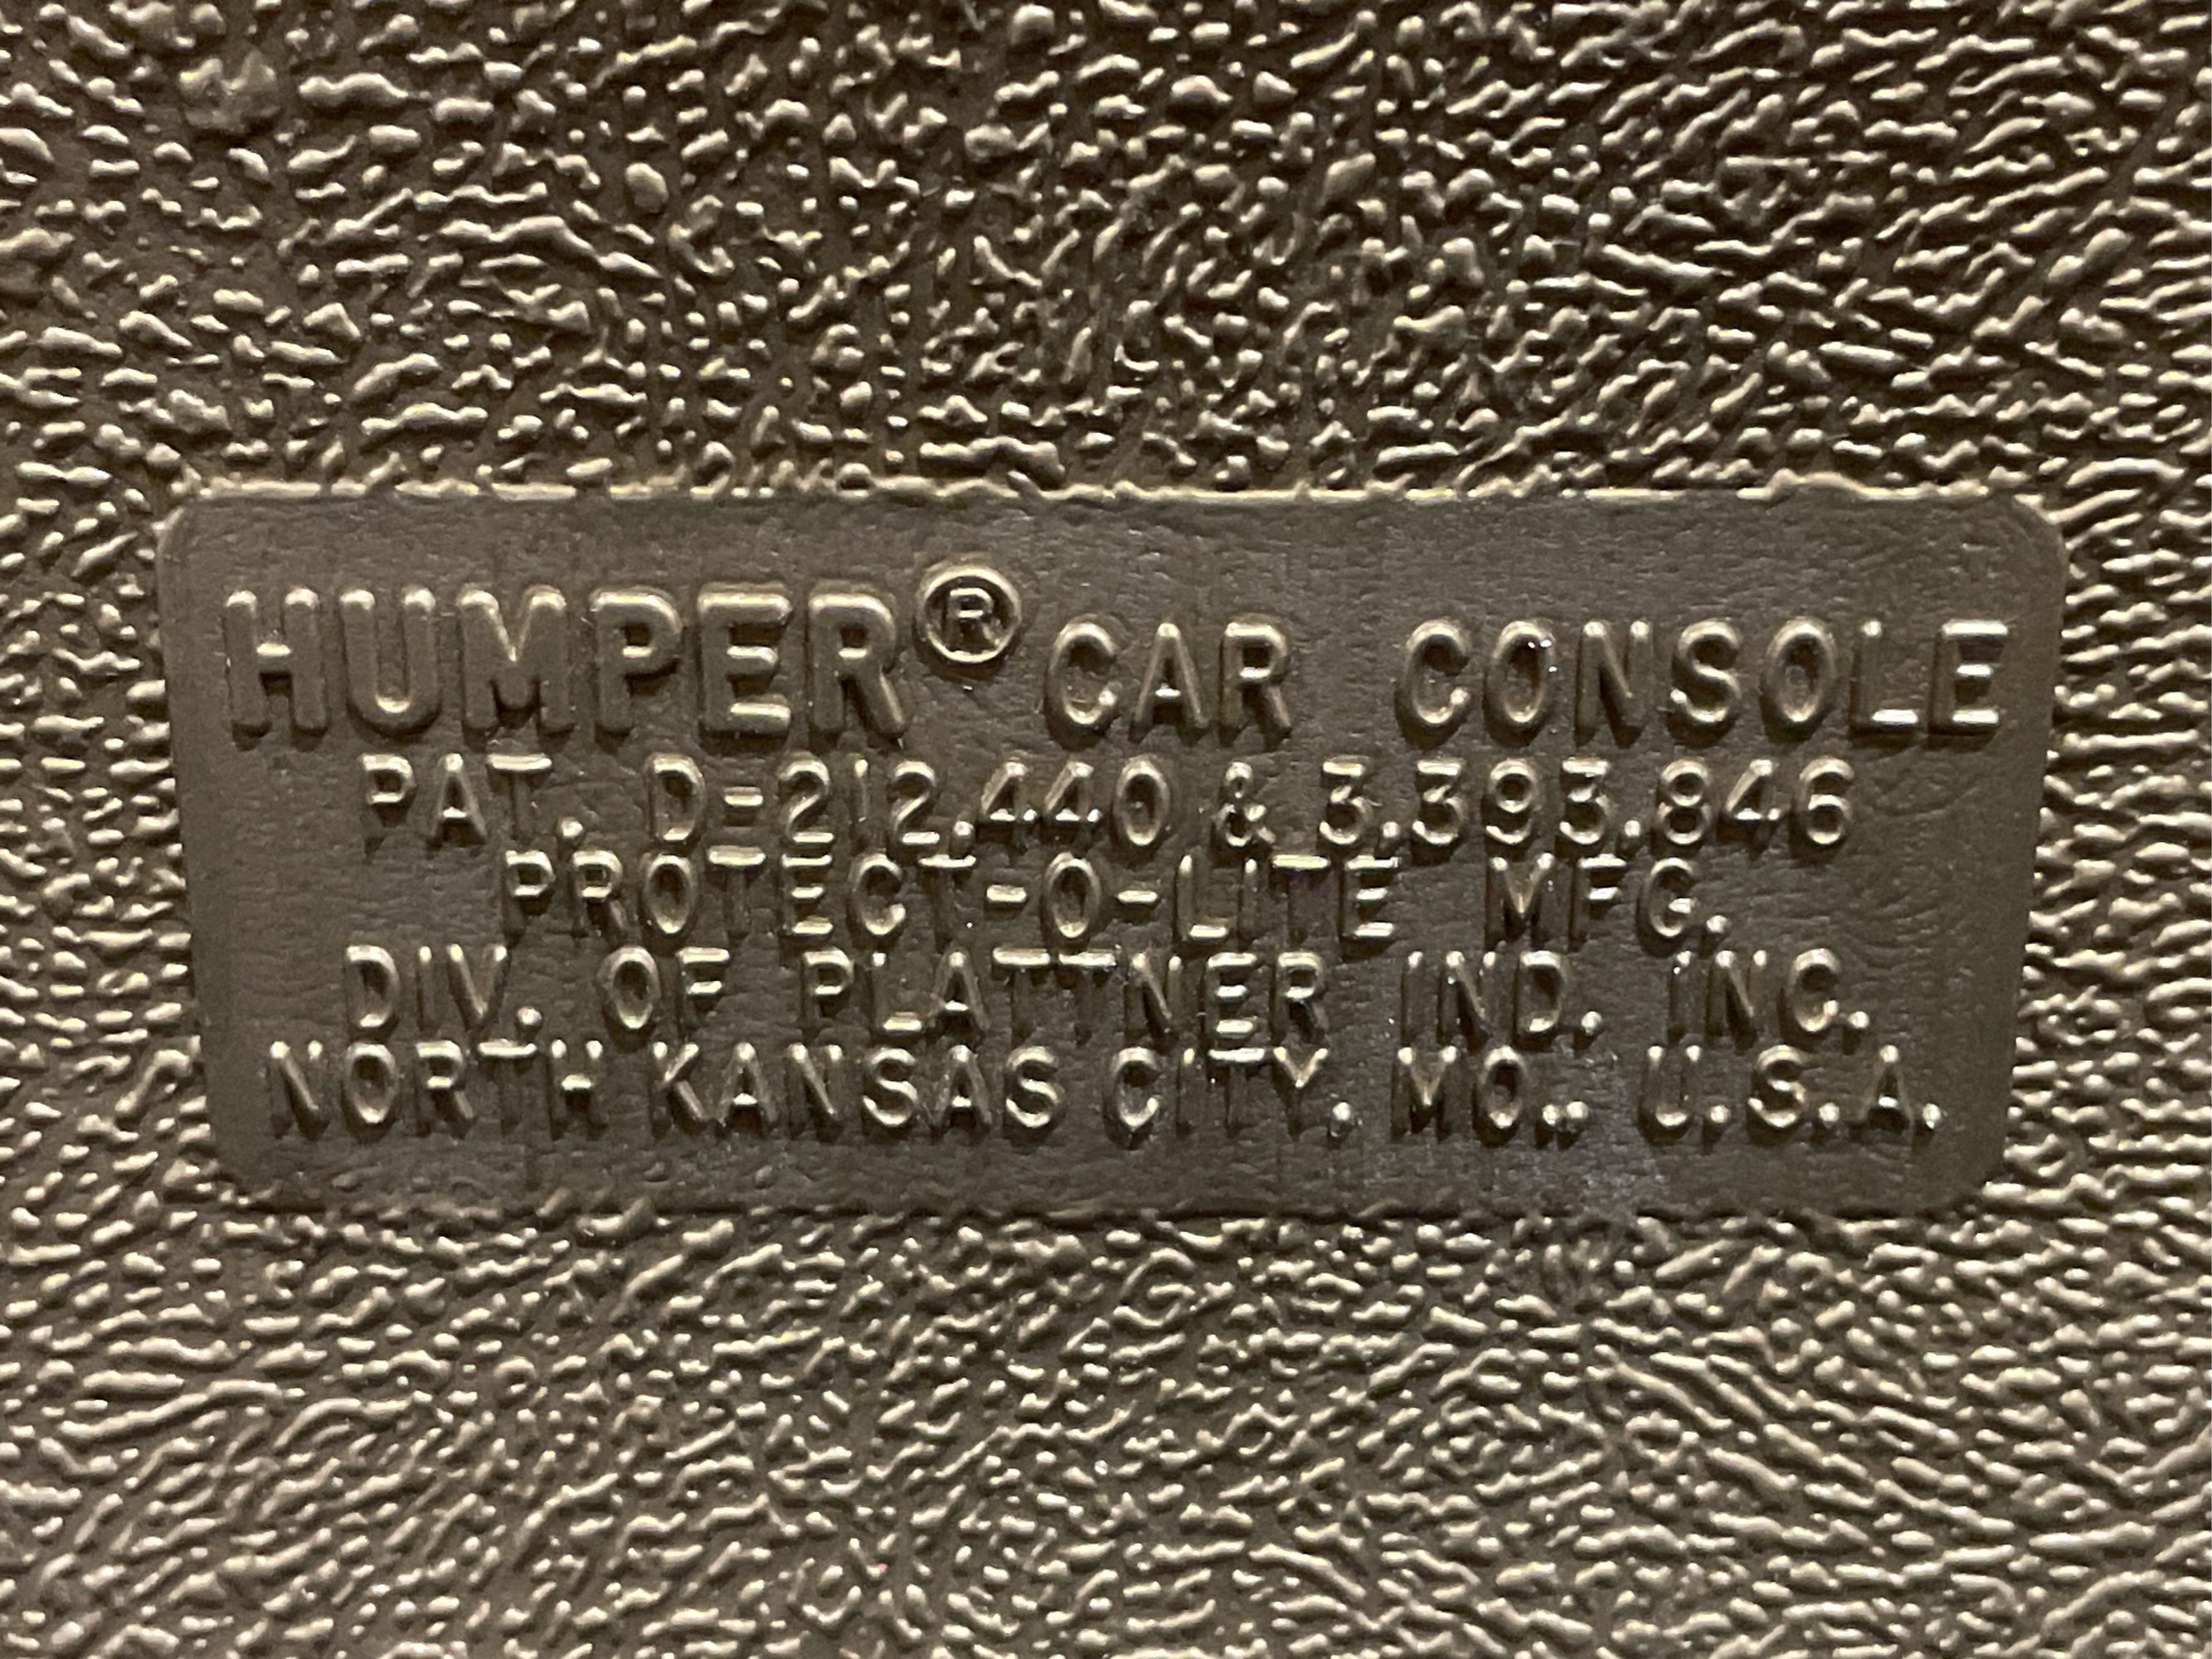 HUMPER® CAR CONSOLE
PAT. D-212,440 & 3,393,846
PROTECT-O-LITE MFG.
DIV. OF PLATTNER IND. INC.
NORTH KANSAS CITY, MO., U.S.A.